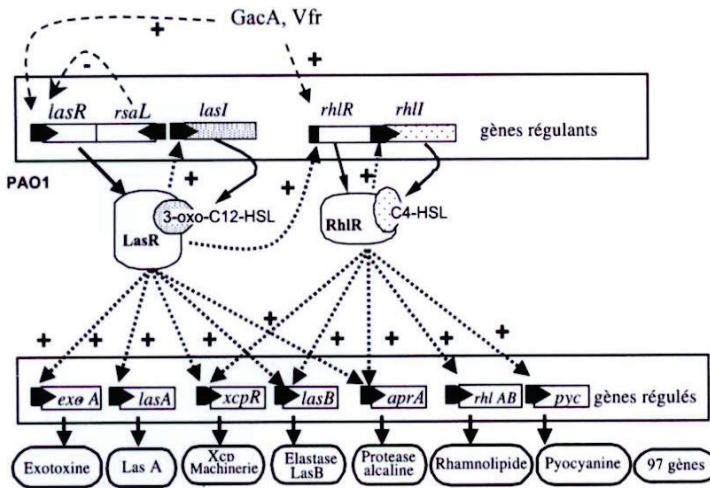 GacA, Vfr
+
+
-
lasR rsaL lasI rhlR rhlI
gènes régulants
PAO1
+ + +
3-oxo-C12-HSL C4-HSL
LasR RhlR
+
+ + + + + + + +
exo A lasA xcpR lasB aprA rhl AB pyc gènes régulés
Exotoxine
Las A
Xcp
Machinerie
Elastase
LasB
Protease
alcaline
Rhamnolipide
Pyocyanine
97 gènes